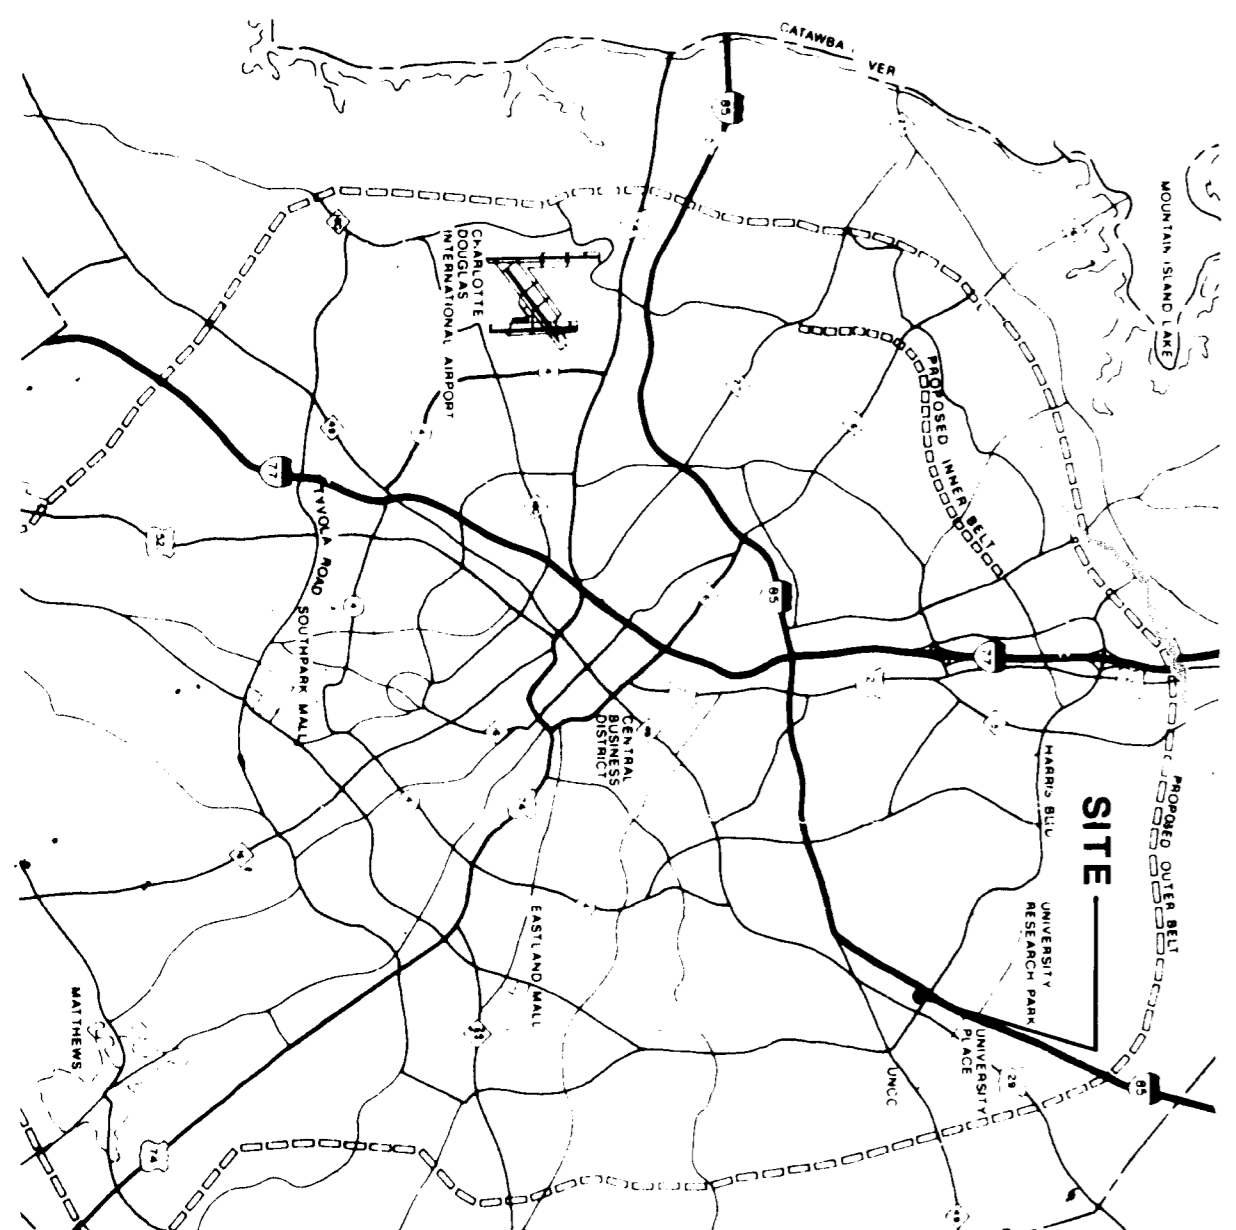 CATAWBA
VER
85
MOUNTAIN ISLAND LAKE
CHARLOTTE
DOUGLAS
INTERNATIONAL AIRPORT
PROPOSED INNER BELT
49
77
TYVOLA ROAD
52
85
77
SOUTHPARK MALL
CENTRAL
BUSINESS
DISTRICT
HARRIS BLVD
PROPOSED OUTER BELT
SITE
EASTLAND MALL
UNIVERSITY
RESEARCH PARK
UNIVERSITY
PLACE
UNCC
29
85
MATTHEWS
74